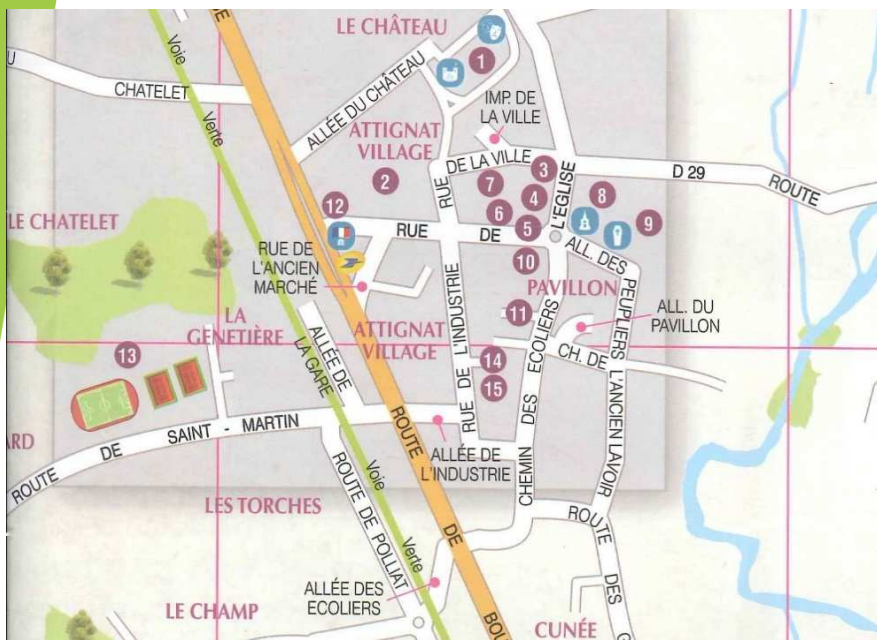 LE CHÂTEAU
Voie
Verte
CHATELET
ALLÉE DU CHÂTEAU
1
IMP. DE
LA VILLE
ATTIGNAT
VILLAGE
2
RUE
DE LA VILLE
3
D 29
ROUTE
7
4
6
5
8
9
L'EGLISE
LE CHATELET
12
RUE
DE
10
ALL. DES
PEUPLIERS
RUE DE
L'ANCIEN
MARCHÉ
PAVILLON
ALL. DU
PAVILLON
11
LA
GENETIÈRE
ATTIGNAT
VILLAGE
RUE DE L'INDUSTRIE
CHEMIN DES ECOLIERS
CH. DE
L'ANCIEN LAVOIR
13
14
15
ALLÉE DE
LA GARE
ROUTE DE SAINT - MARTIN
ROUTE
DE
ALLÉE DE
L'INDUSTRIE
ARD
LES TORCHES
ROUTE DE POLLIAT
Voie
Verte
ROUTE
DES
ALLÉE DES
ECOLIERS
LE CHAMP
CUNÉE
BOU